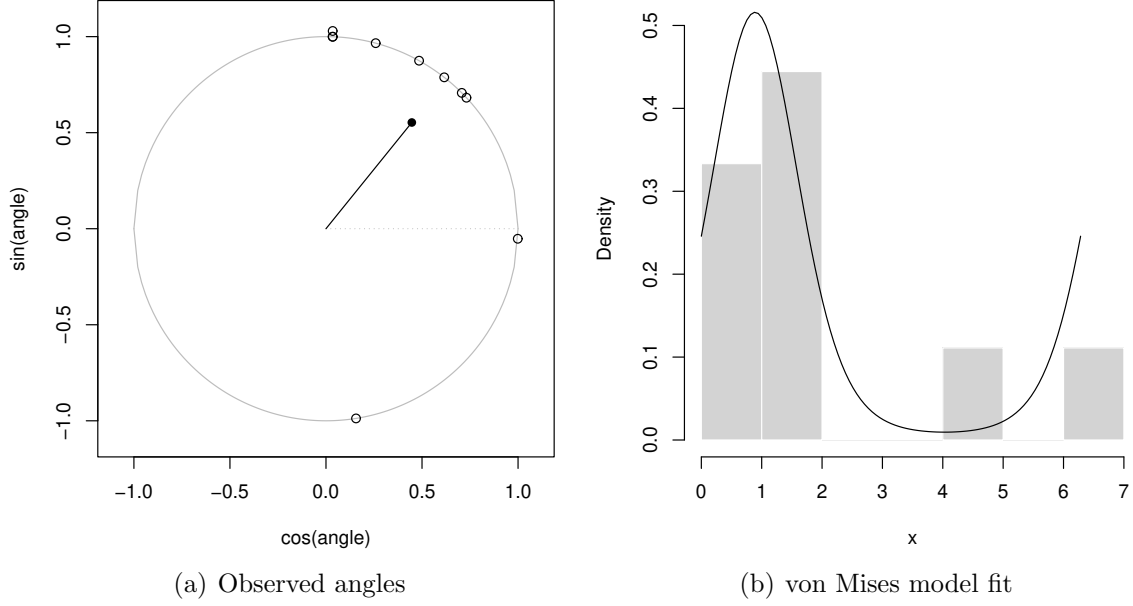 1.0
0.5
0.0
−0.5
−1.0
sin(angle)
−1.0 −0.5 0.0 0.5 1.0
cos(angle)
(a) Observed angles
0.5
0.4
0.3
0.2
0.1
0.0
Density
0 1 2 3 4 5 6 7
x
(b) von Mises model fit